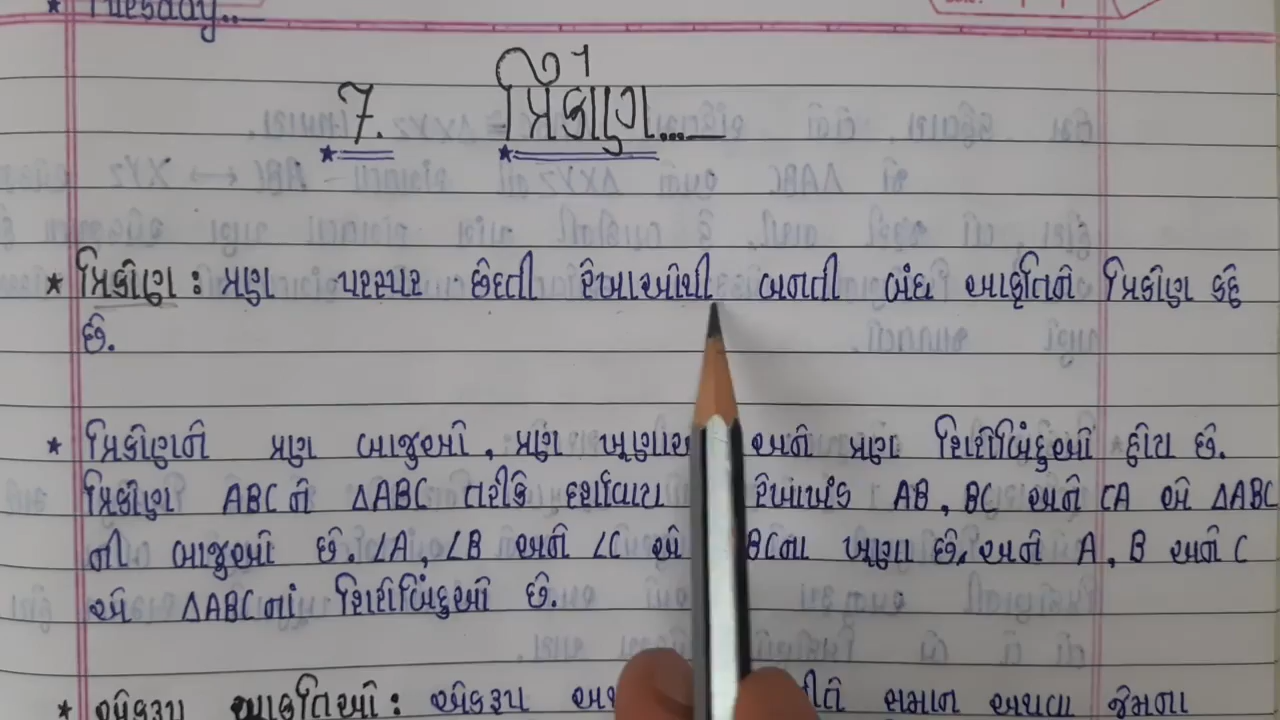 * Tuesday...
7. ત્રિકોણ...
* ત્રિકોણ : ત્રણ પરસ્પર છેદતી રેખાઓથી બનતી બંધ આકૃતિને ત્રિકોણ કહે
છે.
* ત્રિકોણને ત્રણ બાજુઓ, ત્રણ ખૂણાઓ અને ત્રણ શિરોબિંદુઓ હોય છે.
ત્રિકોણ ABC ને ΔABC તરીકે દર્શાવાય રેખાખંડ AB, BC અને CA એ ΔABC
ની બાજુઓ છે. ∠A, ∠B અને ∠C એ BCના ખૂણા છે, અને A, B અને C
એ ΔABCનાં શિરોબિંદુઓ છે.
* એકરૂપ આકૃતિઓ : એકરૂપ સમાન અથવા જેમના